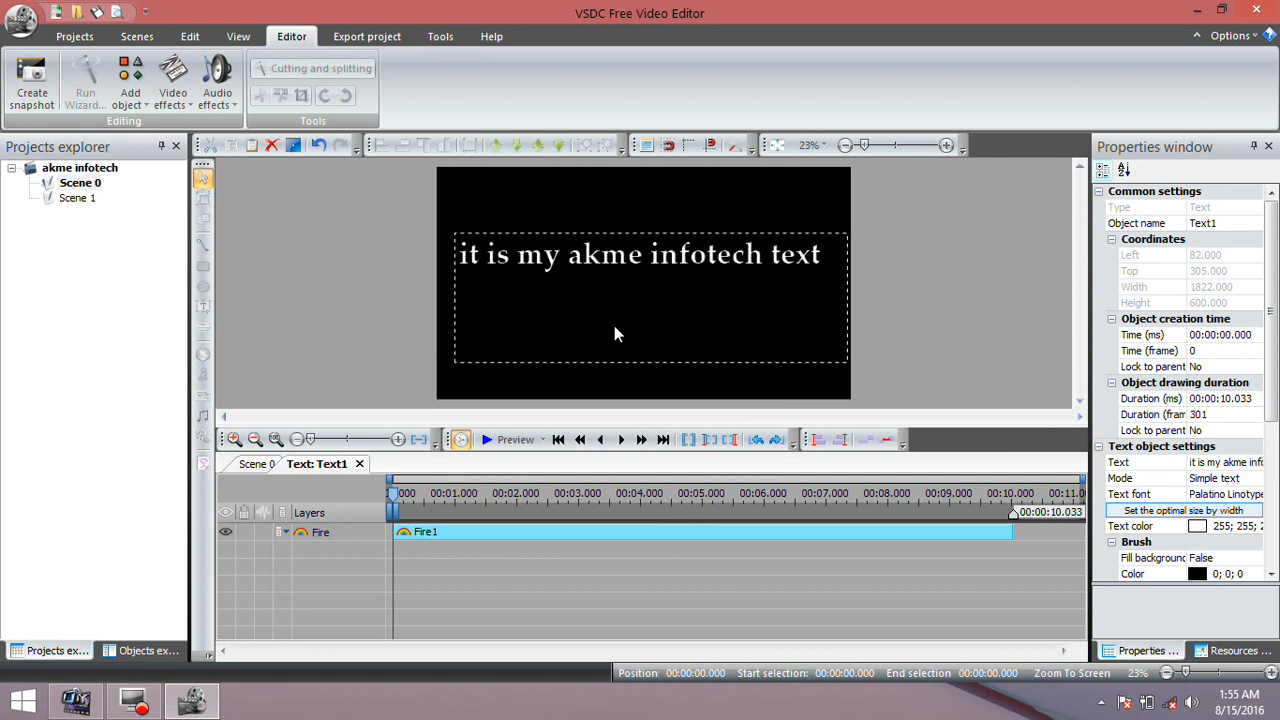 VSDC Free Video Editor
Projects Scenes Edit View Editor Export project Tools Help Options
Create snapshot
Run Wizard...
Add object
Video effects
Audio effects
Cutting and splitting
Editing
Tools
Projects explorer
akme infotech
Scene 0
Scene 1
23%
it is my akme infotech text
Properties window
Common settings
Type Text
Object name Text1
Coordinates
Left 82.000
Top 305.000
Width 1822.000
Height 600.000
Object creation time
Time (ms) 00:00:00.000
Time (frame) 0
Lock to parent No
Object drawing duration
Duration (ms) 00:00:10.033
Duration (fram 301
Lock to parent No
Text object settings
Text it is my akme info
Mode Simple text
Text font Palatino Linotype
Set the optimal size by width
Text color 255; 255; 2
Brush
Fill background False
Color 0; 0; 0
Preview
Scene 0 Text: Text1
:000 00:01.000 00:02.000 00:03.000 00:04.000 00:05.000 00:06.000 00:07.000 00:08.000 00:09.000 00:10.000 00:11.0
Layers 00:00:10.033
Fire Fire1
Projects ex... Objects ex... Properties ... Resources ...
Position 00:00:00.000 Start selection: 00:00:00.000 End selection 00:00:00.000 Zoom To Screen 23%
1:55 AM
8/15/2016